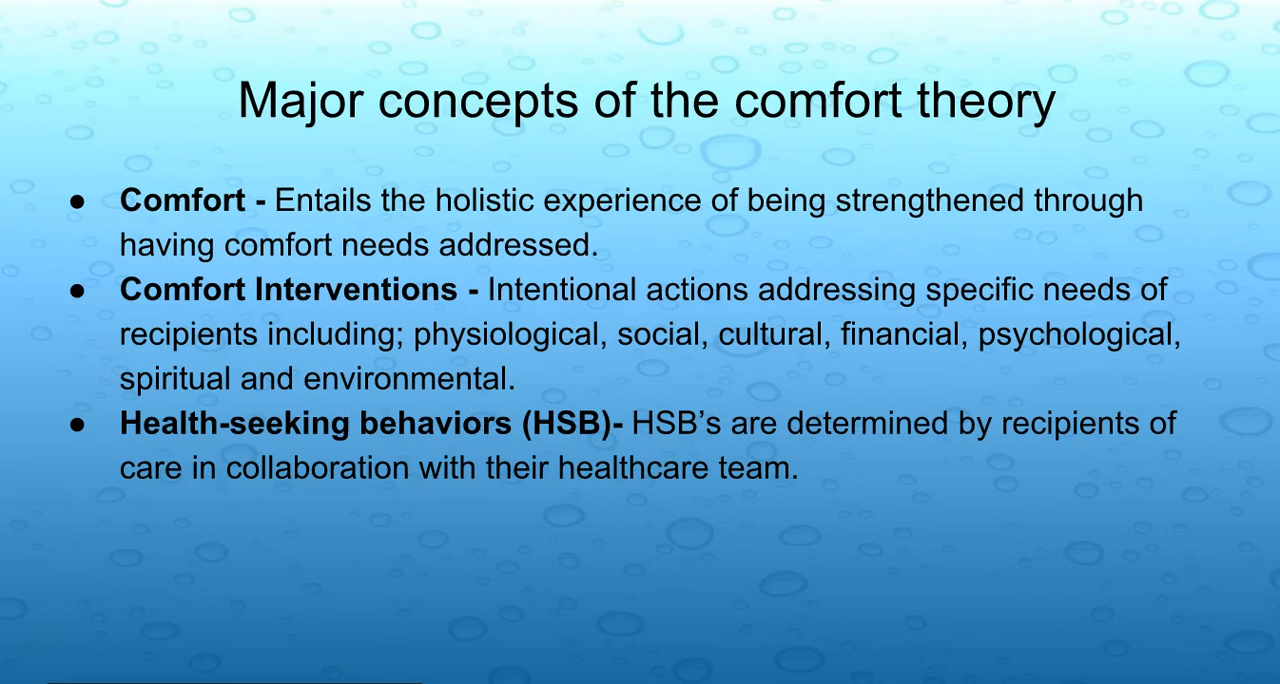 Major concepts of the comfort theory
● Comfort - Entails the holistic experience of being strengthened through
having comfort needs addressed.
● Comfort Interventions - Intentional actions addressing specific needs of
recipients including; physiological, social, cultural, financial, psychological,
spiritual and environmental.
● Health-seeking behaviors (HSB)- HSB’s are determined by recipients of
care in collaboration with their healthcare team.